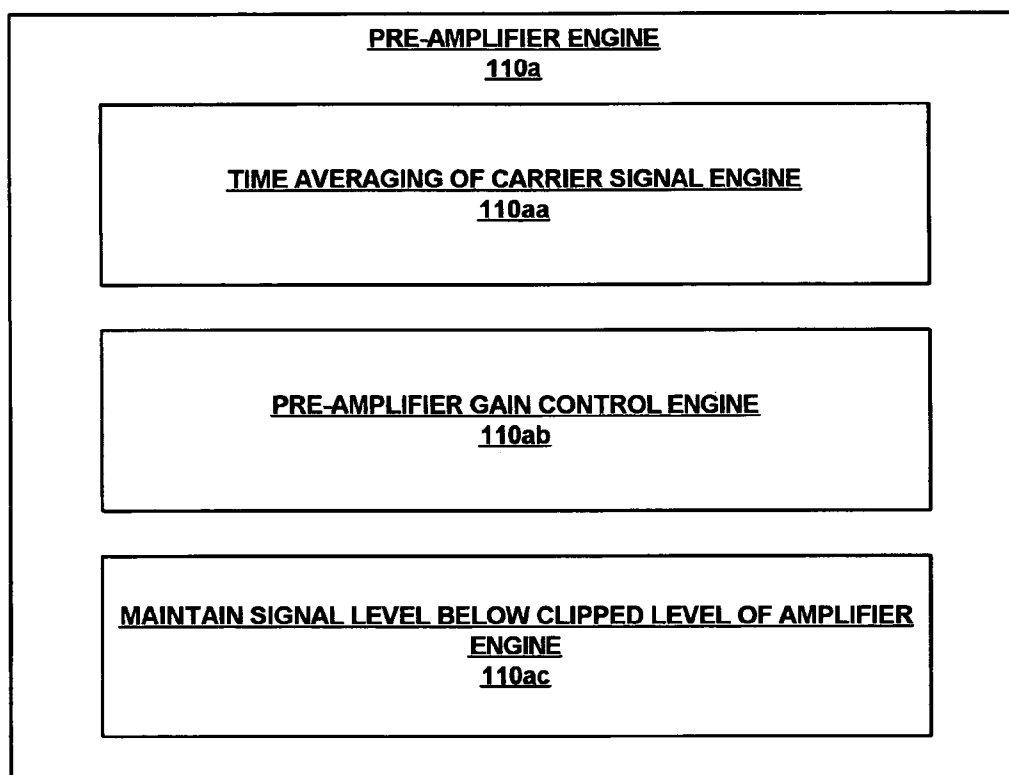 PRE-AMPLIFIER ENGINE
110a
TIME AVERAGING OF CARRIER SIGNAL ENGINE
110aa
PRE-AMPLIFIER GAIN CONTROL ENGINE
110ab
MAINTAIN SIGNAL LEVEL BELOW CLIPPED LEVEL OF AMPLIFIER
ENGINE
110ac